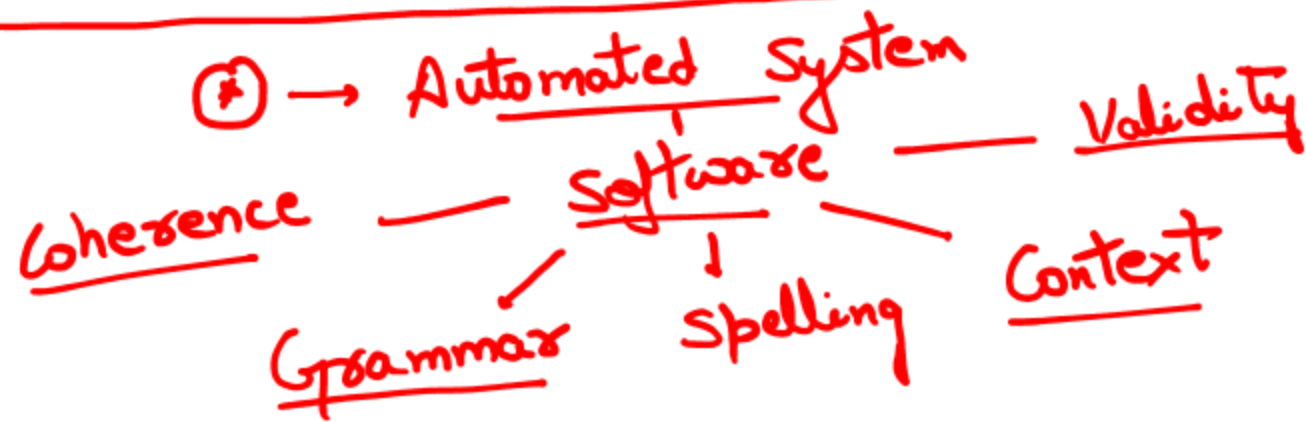 * → Automated System
Software
Validity
Coherence
Context
Grammar
Spelling